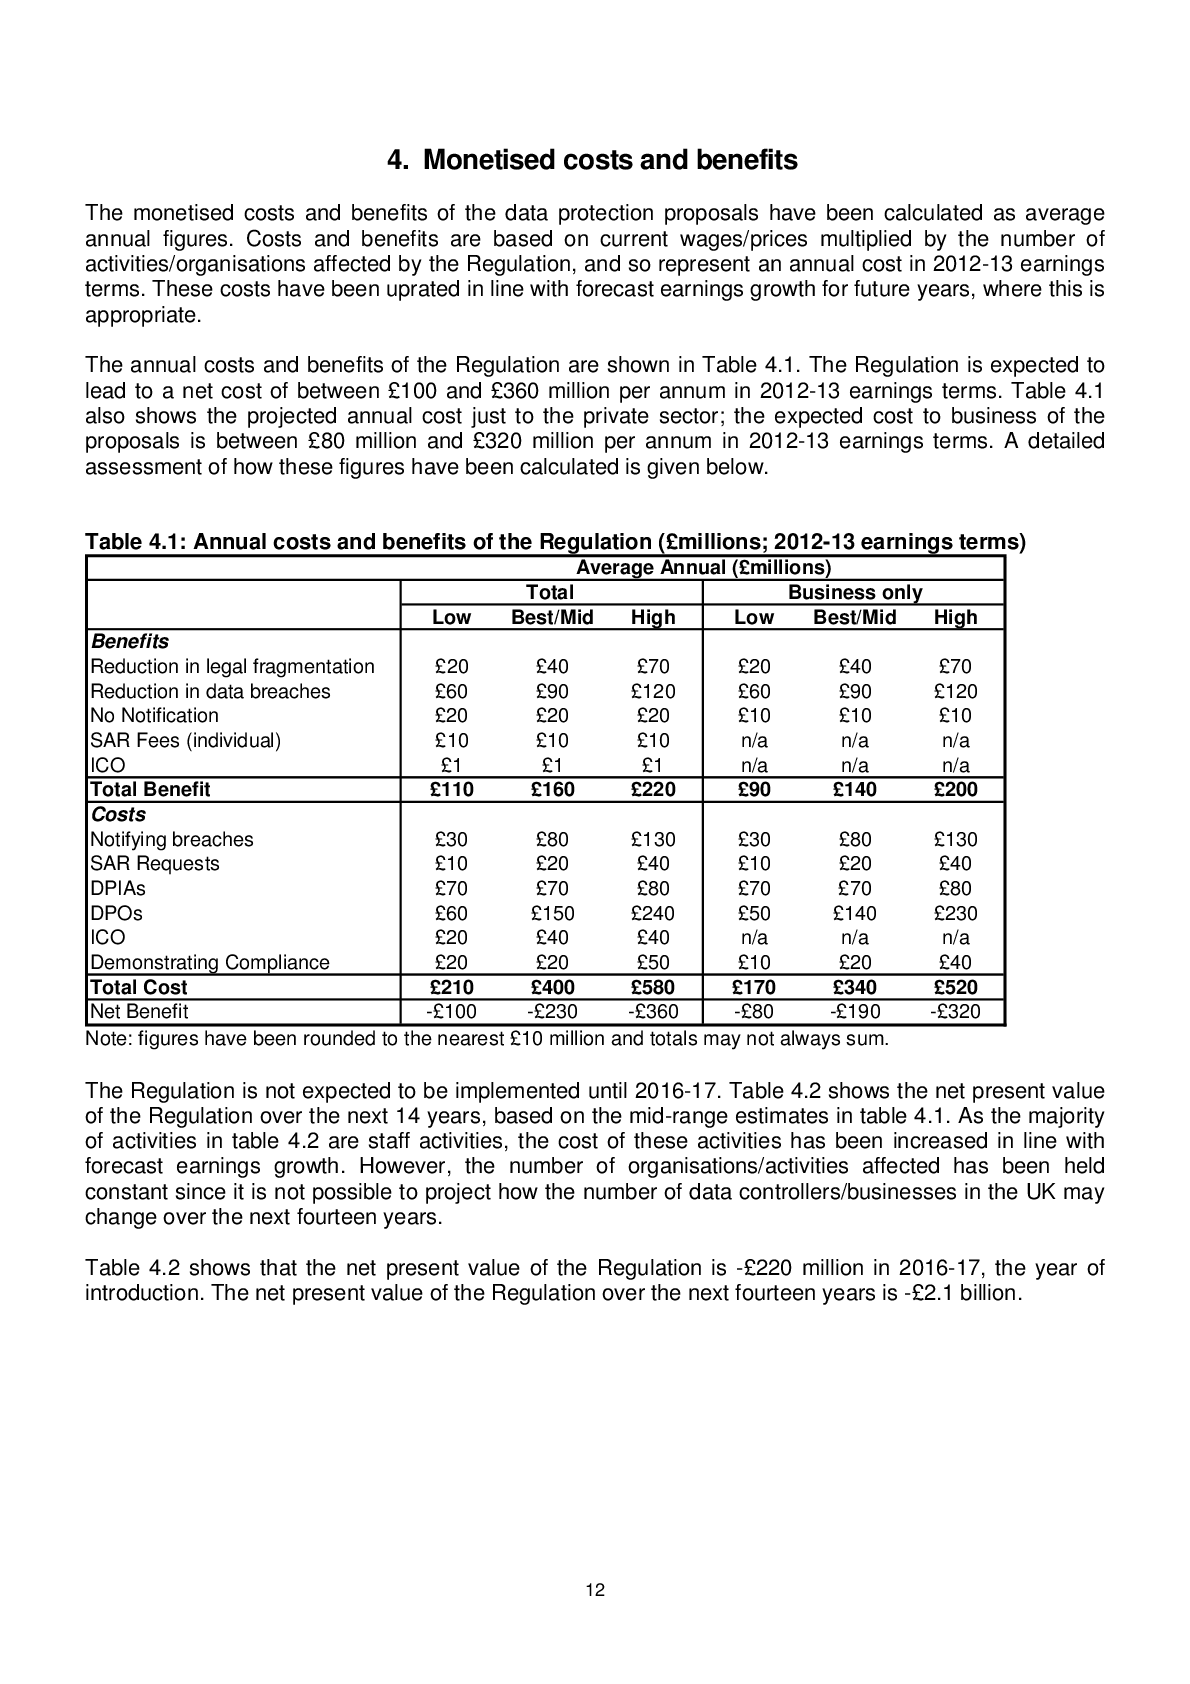 4.  Monetised costs and benefits
The monetised costs and benefits of the data protection proposals have been calculated as average
annual figures. Costs and benefits are based on current wages/prices multiplied by the number of
activities/organisations affected by the Regulation, and so represent an annual cost in 2012-13 earnings
terms. These costs have been uprated in line with forecast earnings growth for future years, where this is
appropriate.
The annual costs and benefits of the Regulation are shown in Table 4.1. The Regulation is expected to
lead to a net cost of between £100 and £360 million per annum in 2012-13 earnings terms. Table 4.1
also shows the projected annual cost just to the private sector; the expected cost to business of the
proposals is between £80 million and £320 million per annum in 2012-13 earnings terms. A detailed
assessment of how these figures have been calculated is given below.
Table 4.1: Annual costs and benefits of the Regulation (£millions; 2012-13 earnings terms)
Average Annual (£millions)
Total Business only
Low Best/Mid High Low Best/Mid High
Benefits
Reduction in legal fragmentation £20 £40 £70 £20 £40 £70
Reduction in data breaches £60 £90 £120 £60 £90 £120
No Notification £20 £20 £20 £10 £10 £10
SAR Fees (individual) £10 £10 £10 n/a n/a n/a
ICO £1 £1 £1 n/a n/a n/a
Total Benefit £110 £160 £220 £90 £140 £200
Costs
Notifying breaches £30 £80 £130 £30 £80 £130
SAR Requests £10 £20 £40 £10 £20 £40
DPIAs £70 £70 £80 £70 £70 £80
DPOs £60 £150 £240 £50 £140 £230
ICO £20 £40 £40 n/a n/a n/a
Demonstrating Compliance £20 £20 £50 £10 £20 £40
Total Cost £210 £400 £580 £170 £340 £520
Net Benefit -£100 -£230 -£360 -£80 -£190 -£320
Note: figures have been rounded to the nearest £10 million and totals may not always sum.
The Regulation is not expected to be implemented until 2016-17. Table 4.2 shows the net present value
of the Regulation over the next 14 years, based on the mid-range estimates in table 4.1. As the majority
of activities in table 4.2 are staff activities, the cost of these activities has been increased in line with
forecast earnings growth. However, the number of organisations/activities affected has been held
constant since it is not possible to project how the number of data controllers/businesses in the UK may
change over the next fourteen years.
Table 4.2 shows that the net present value of the Regulation is -£220 million in 2016-17, the year of
introduction. The net present value of the Regulation over the next fourteen years is -£2.1 billion.
12